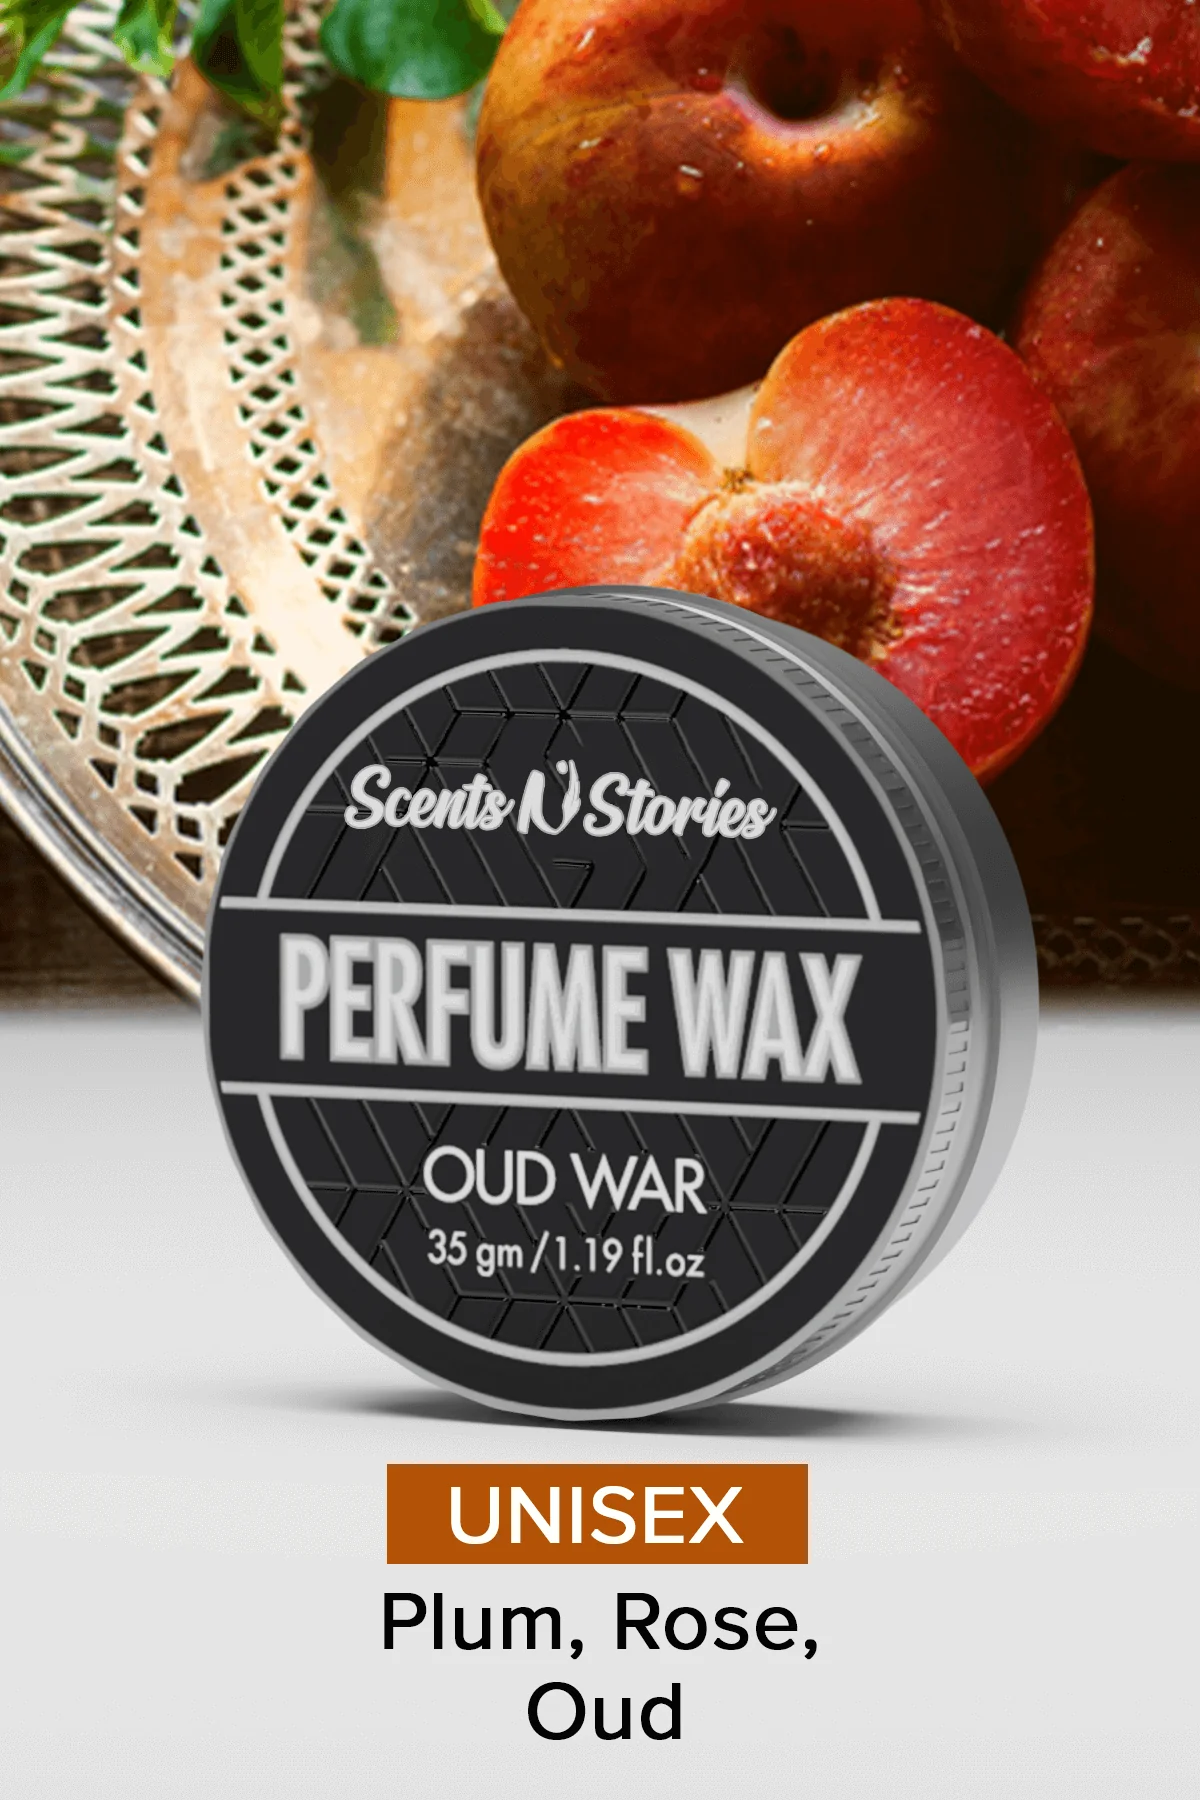 Scents N Stories
PERFUME WAX
OUD WAR
35 gm / 1.19 fl.oz
UNISEX
Plum, Rose,
Oud